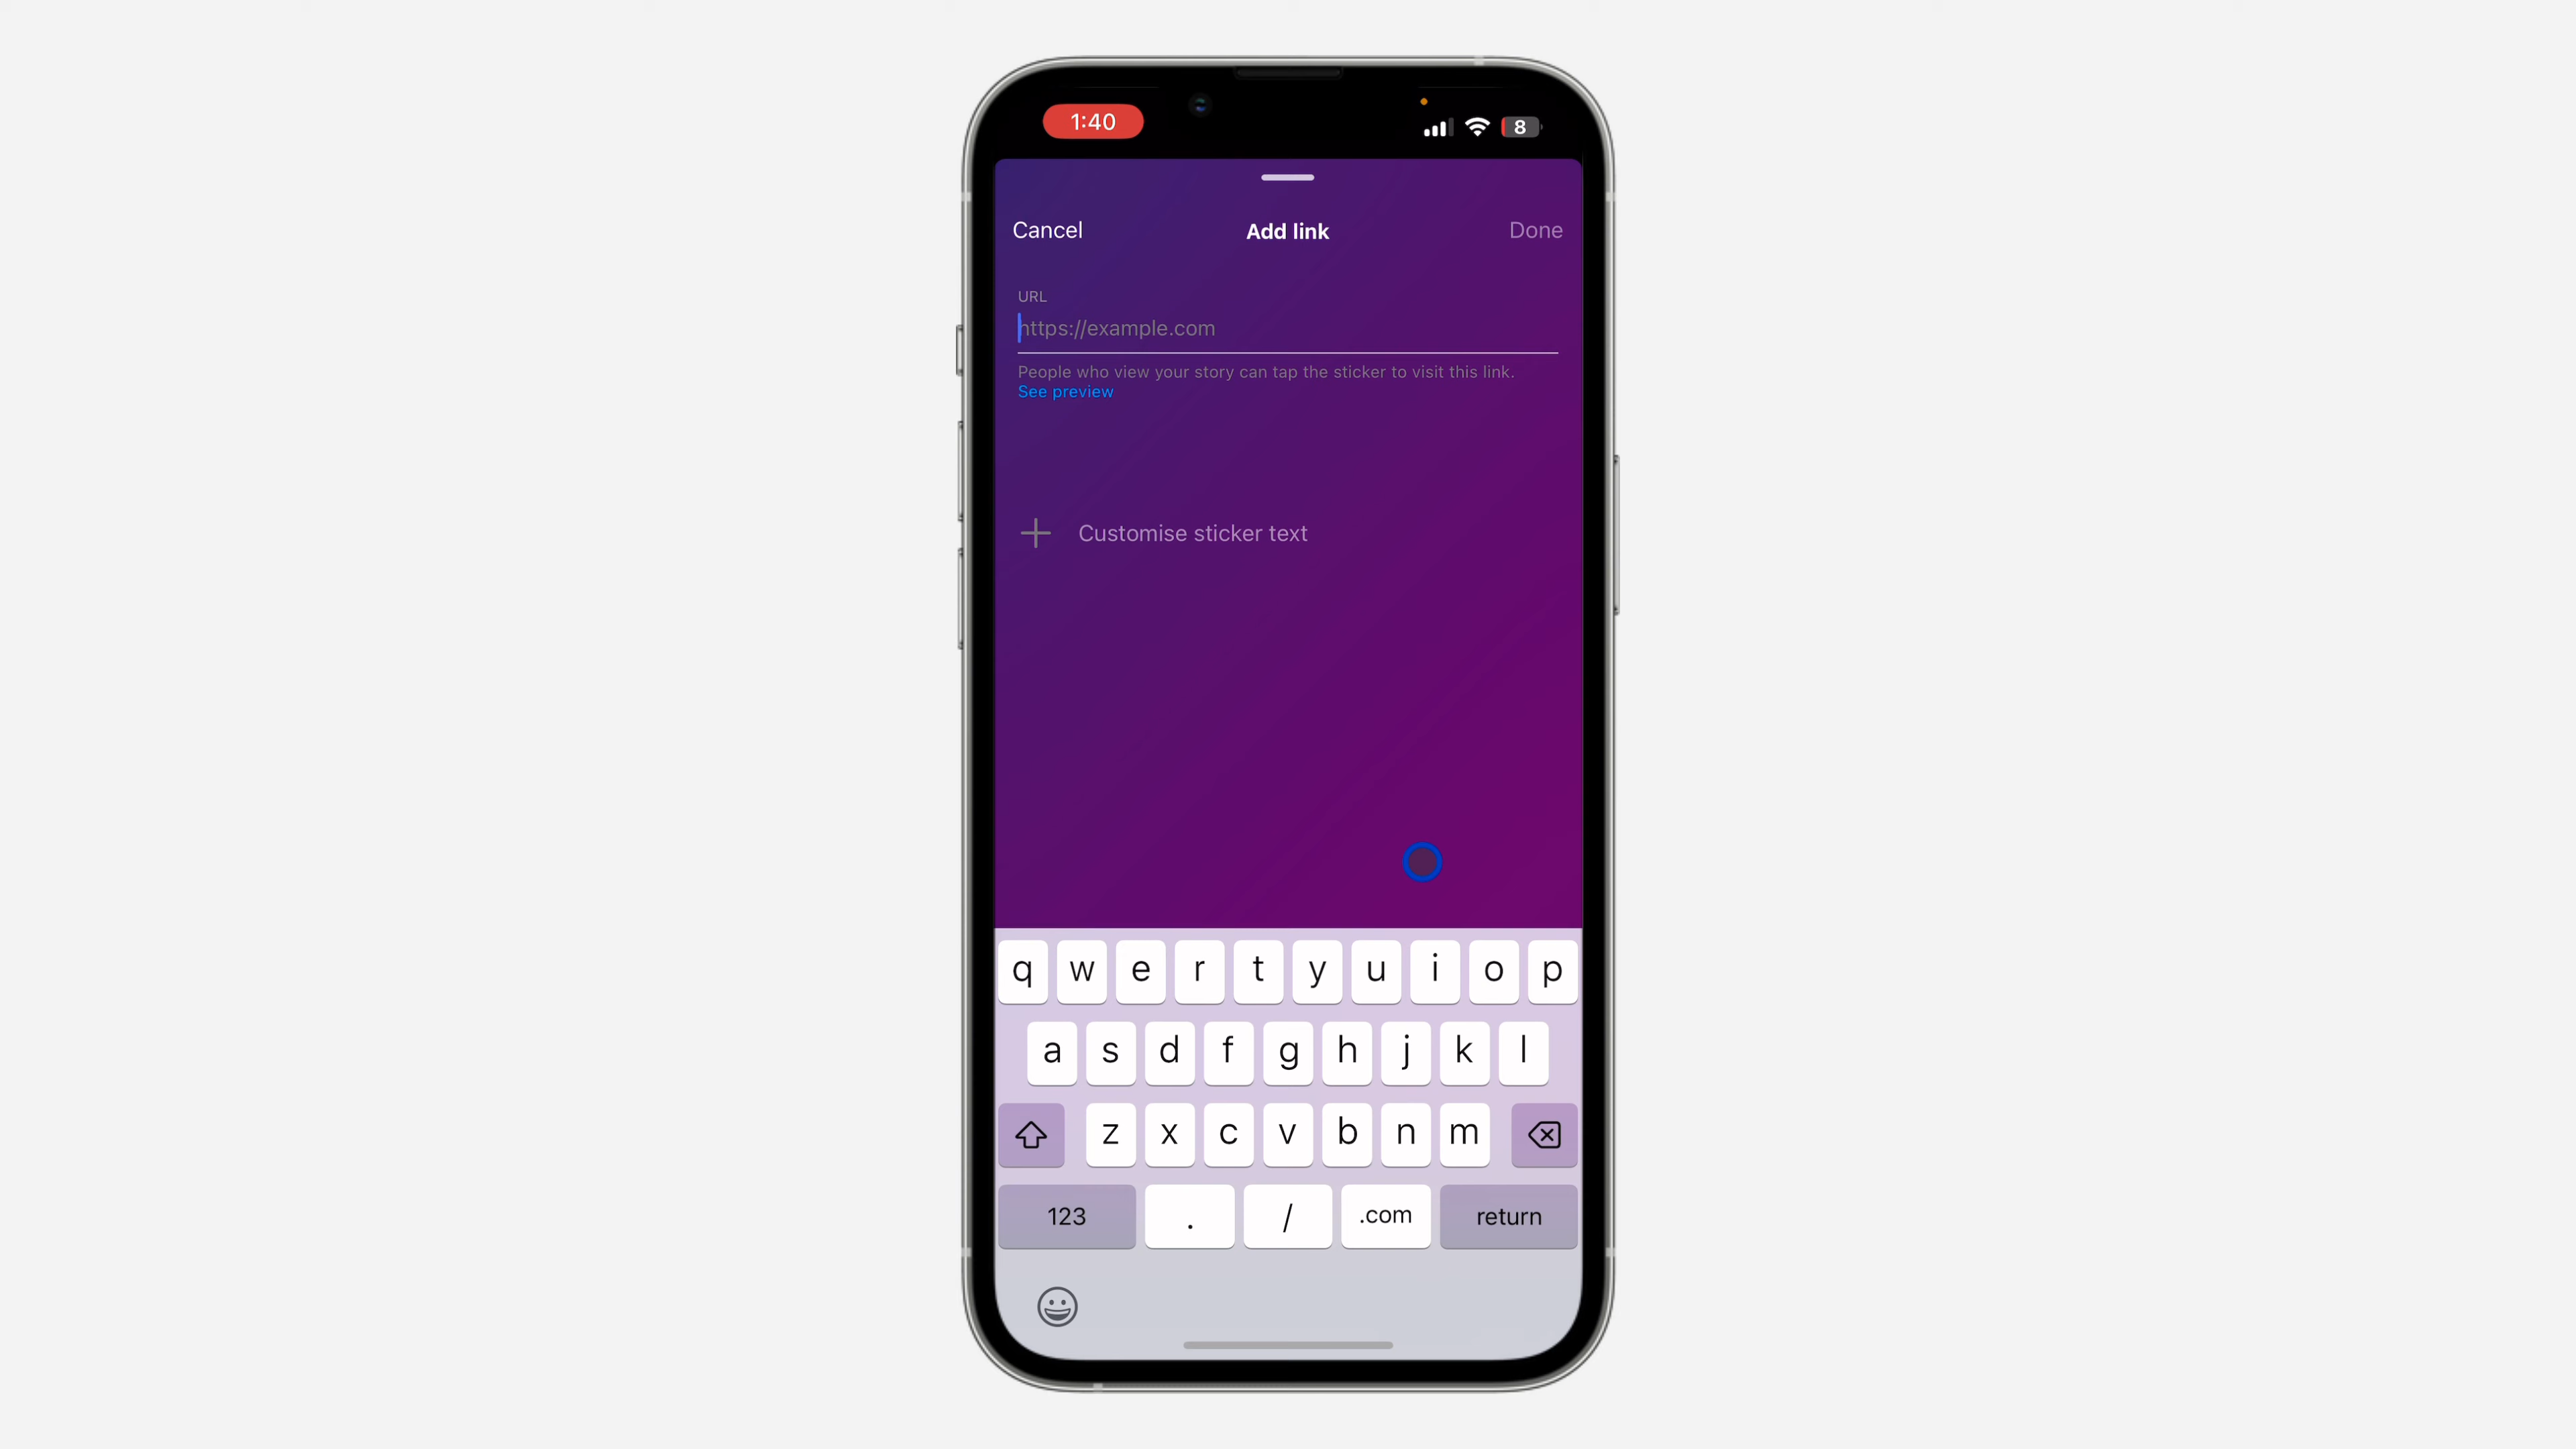 1:40
8
Cancel Add link Done
URL
https://example.com
People who view your story can tap the sticker to visit this link.
See preview
Customise sticker text
q w e r t y u i o p
a s d f g h j k l
z x c v b n m
123 . / .com return